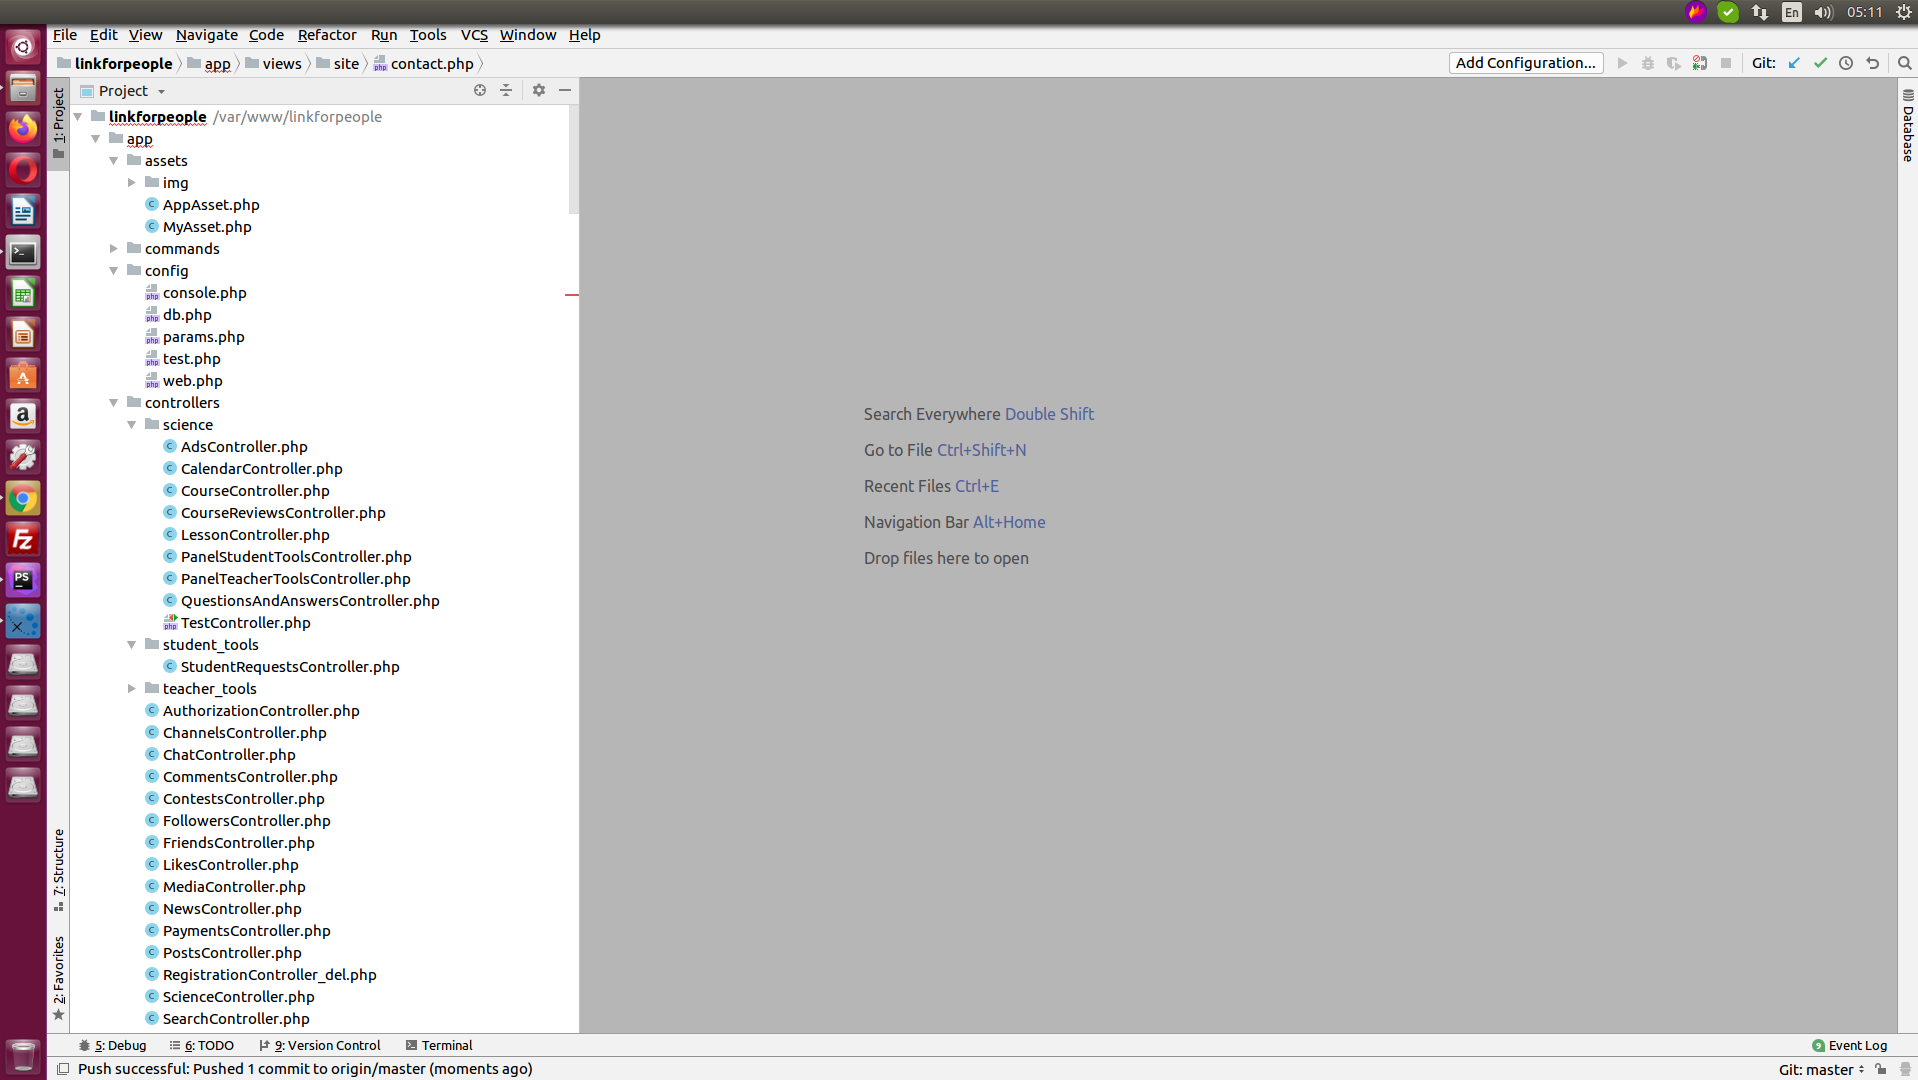 En 05:11
File Edit View Navigate Code Refactor Run Tools VCS Window Help
linkforpeople app views site contact.php Add Configuration... Git:
1: Project
Project
Database
linkforpeople /var/www/linkforpeople
app
assets
img
AppAsset.php
MyAsset.php
commands
config
console.php
db.php
params.php
test.php
web.php
controllers
science
AdsController.php
CalendarController.php
CourseController.php
CourseReviewsController.php
LessonController.php
PanelStudentToolsController.php
PanelTeacherToolsController.php
QuestionsAndAnswersController.php
TestController.php
student_tools
StudentRequestsController.php
teacher_tools
AuthorizationController.php
ChannelsController.php
ChatController.php
CommentsController.php
ContestsController.php
FollowersController.php
FriendsController.php
LikesController.php
MediaController.php
NewsController.php
PaymentsController.php
PostsController.php
RegistrationController_del.php
ScienceController.php
SearchController.php
Search Everywhere Double Shift
Go to File Ctrl+Shift+N
Recent Files Ctrl+E
Navigation Bar Alt+Home
Drop files here to open
7: Structure
2: Favorites
5: Debug 6: TODO 9: Version Control Terminal 9 Event Log
Push successful: Pushed 1 commit to origin/master (moments ago) Git: master